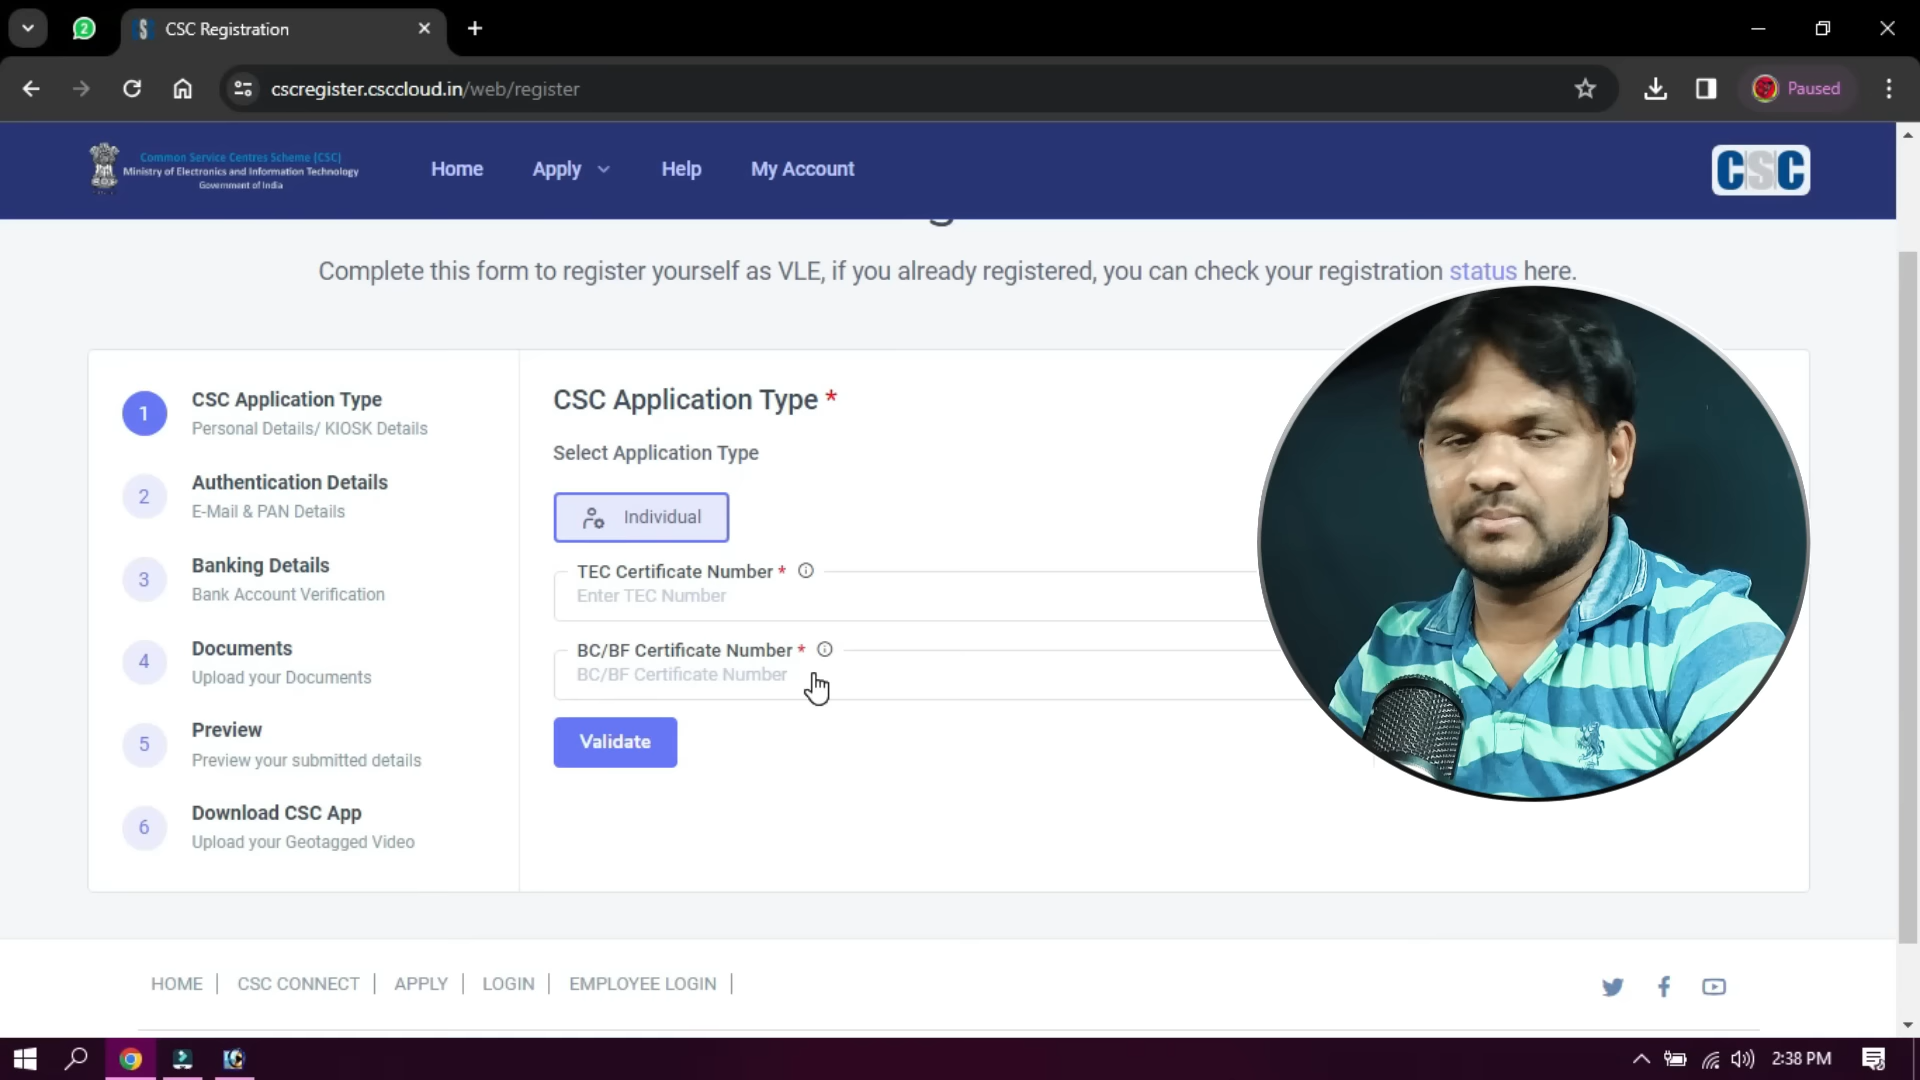 2
CSC Registration
cscregister.csccloud.in/web/register
Paused
Common Service Centres Scheme (CSC)
Ministry of Electronics and Information Technology
Government of India
Home
Apply
Help
My Account
CSC
Complete this form to register yourself as VLE, if you already registered, you can check your registration status here.
1
CSC Application Type
Personal Details/ KIOSK Details
2
Authentication Details
E-Mail & PAN Details
3
Banking Details
Bank Account Verification
4
Documents
Upload your Documents
5
Preview
Preview your submitted details
6
Download CSC App
Upload your Geotagged Video
CSC Application Type *
Select Application Type
Individual
TEC Certificate Number *
Enter TEC Number
BC/BF Certificate Number *
BC/BF Certificate Number
Validate
HOME | CSC CONNECT | APPLY | LOGIN | EMPLOYEE LOGIN |
2:38 PM